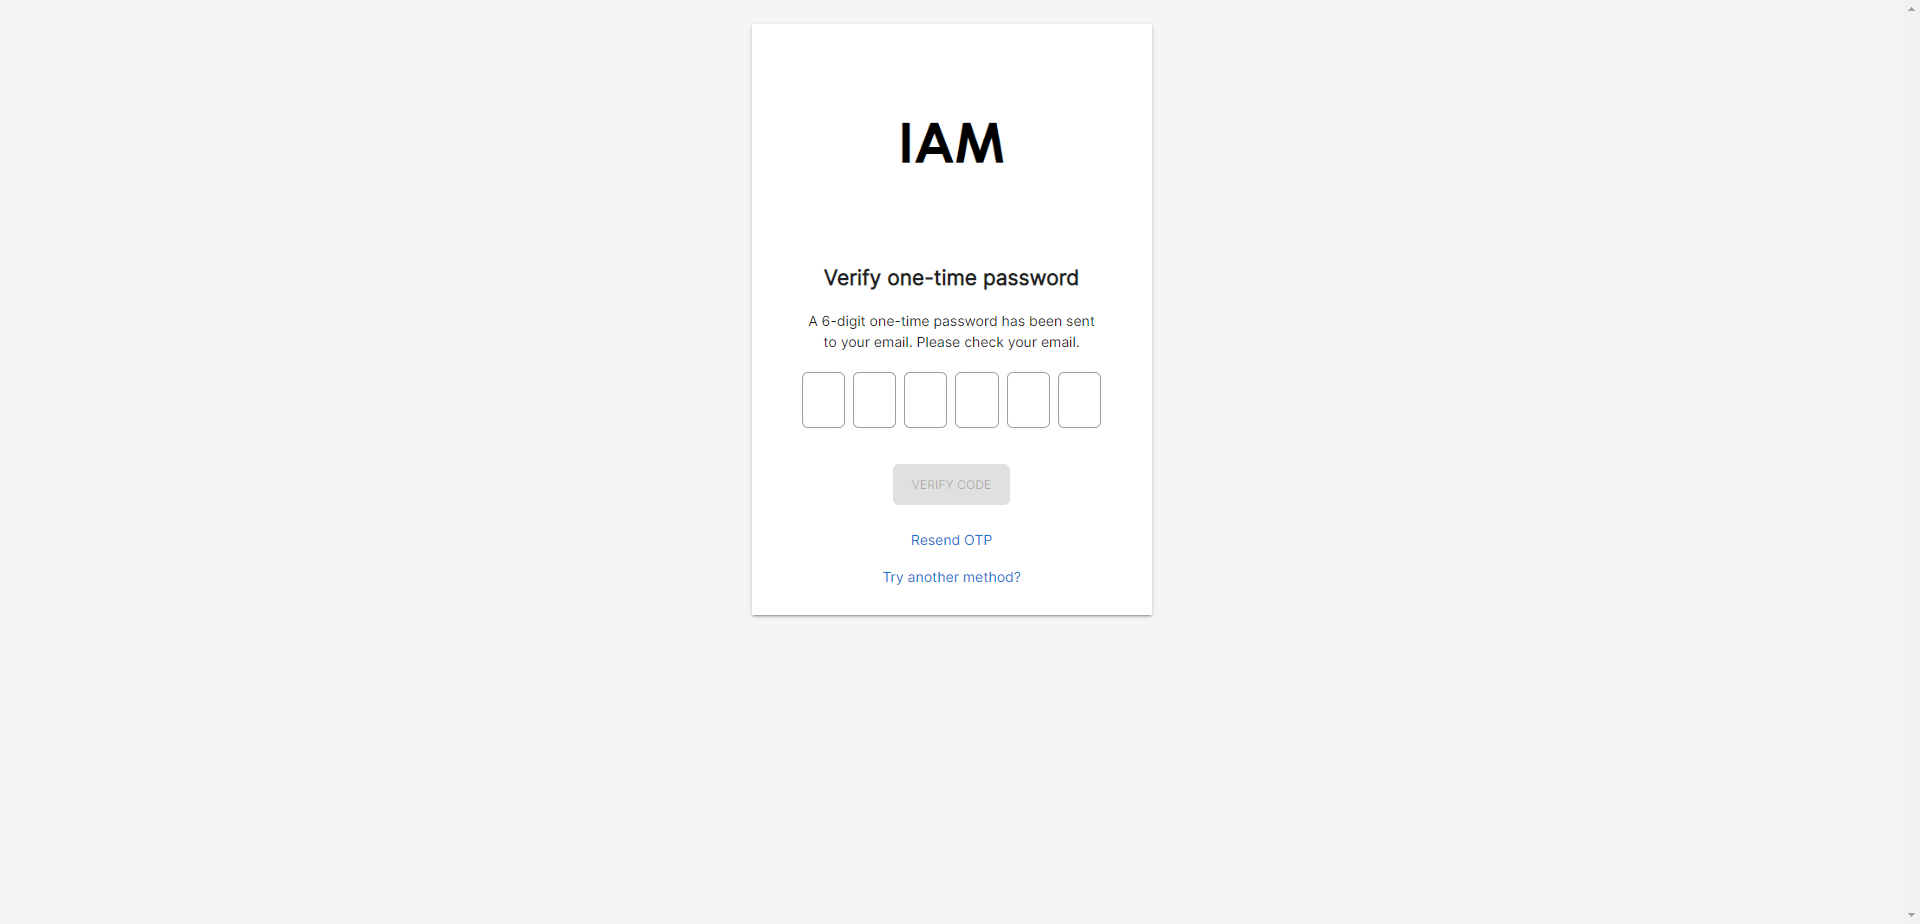 IAM
Verify one-time password
A 6-digit one-time password has been sent
to your email. Please check your email.
VERIFY CODE
Resend OTP
Try another method?